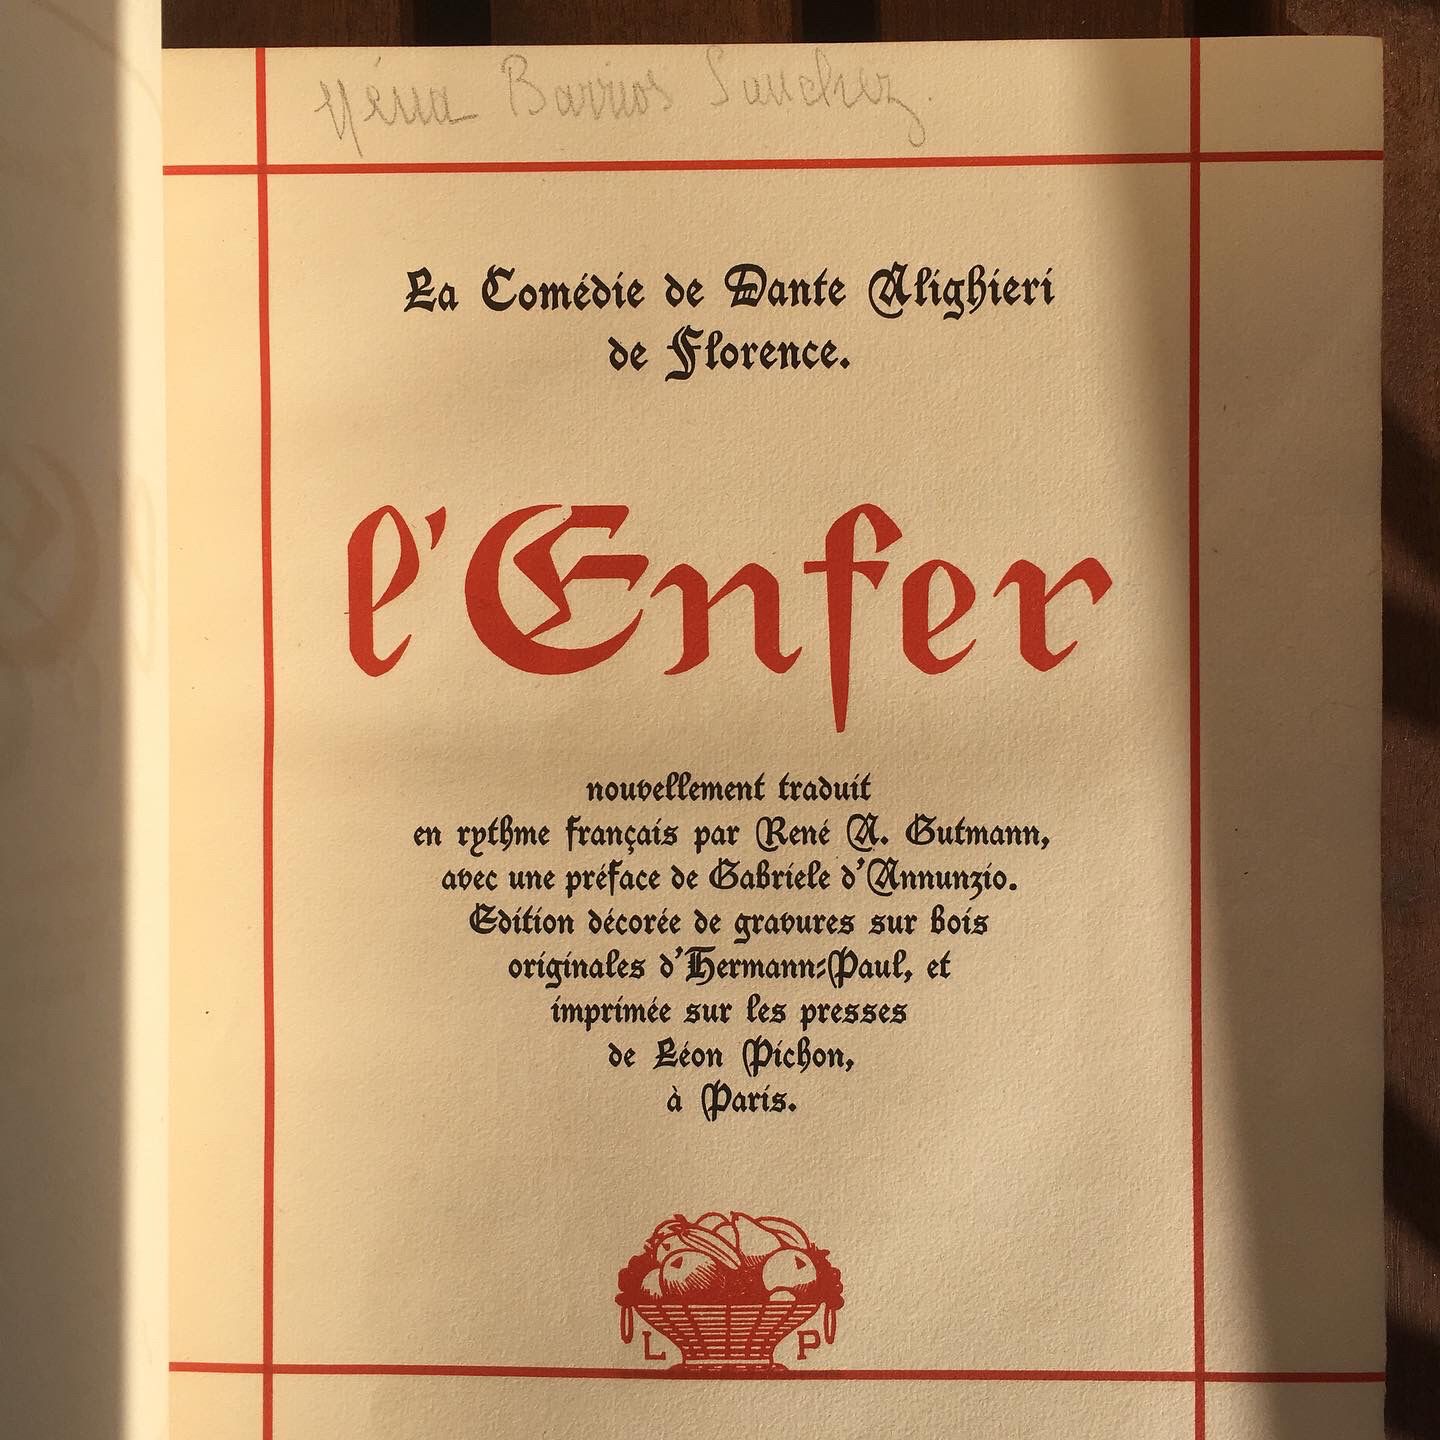 Barrios Sanchez.
La Comédie de Dante Alighieri
de Florence.
l'Enfer
nouvellement traduit
en rythme français par René A. Gutmann,
avec une préface de Gabriele d'Annunzio.
Edition décorée de gravures sur bois
originales d'Hermann-Paul, et
imprimée sur les presses
de Léon Pichon,
à Paris.
L P